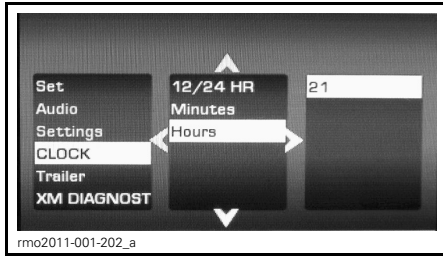 Set
Audio
Settings
CLOCK
Trailer
XM DIAGNOST
12/24 HR
Minutes
Hours
21
rmo2011-001-202_a